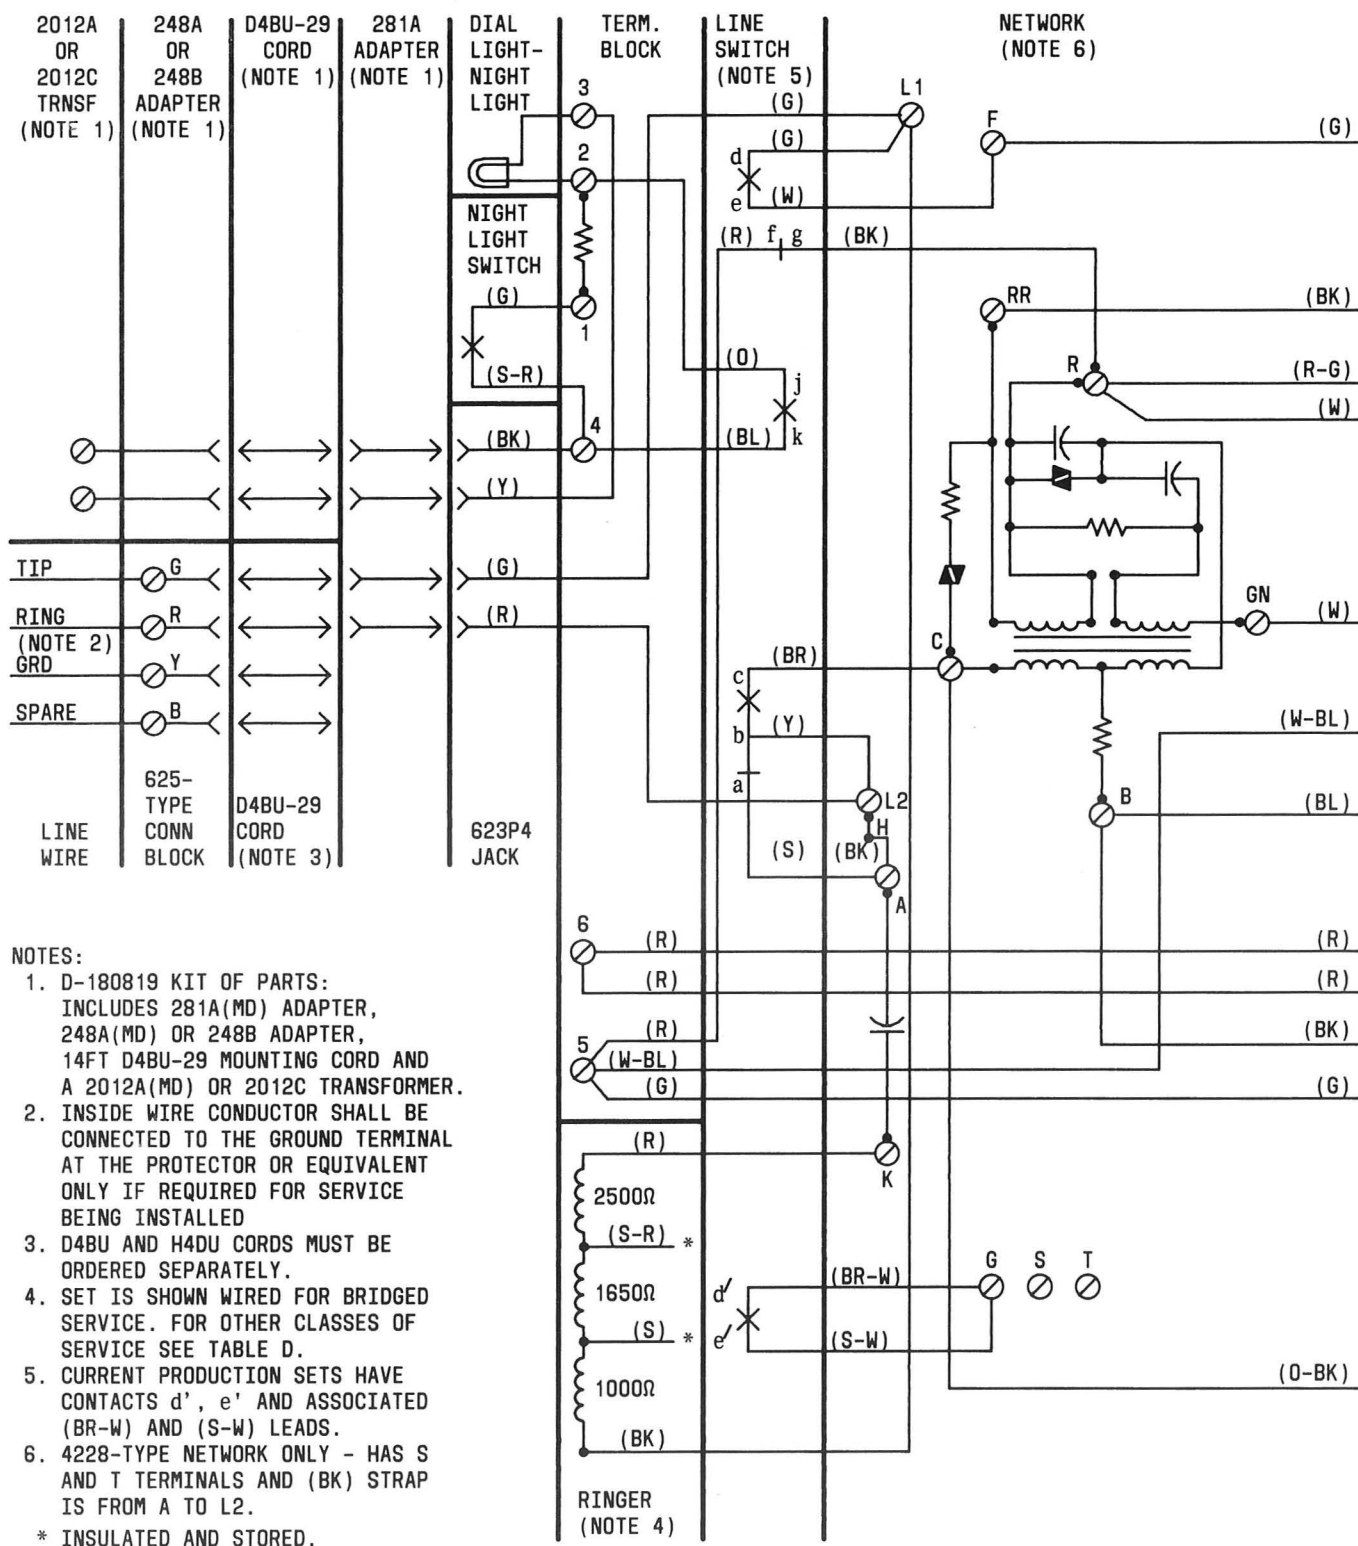 2012A
OR
2012C
TRNSF
(NOTE 1)
248A
OR
248B
ADAPTER
(NOTE 1)
D4BU-29
CORD
(NOTE 1)
281A
ADAPTER
(NOTE 1)
DIAL
LIGHT-
NIGHT
LIGHT
TERM.
BLOCK
LINE
SWITCH
(NOTE 5)
NETWORK
(NOTE 6)
3
(G)
L1
F
(G)
2
d
(G)
e
(W)
NIGHT
LIGHT
SWITCH
(R)
f
g
(BK)
(G)
1
RR
(BK)
(S-R)
(O)
j
R
(R-G)
(W)
(BK)
4
(BL)
k
(Y)
TIP
G
(G)
GN
(W)
RING
(NOTE 2)
R
(R)
GRD
Y
c
(BR)
C
SPARE
B
b
(Y)
(W-BL)
a
L2
B
(BL)
H
(S)
(BK)
A
LINE
WIRE
625-
TYPE
CONN
BLOCK
D4BU-29
CORD
(NOTE 3)
623P4
JACK
6
(R)
(R)
(R)
(R)
5
(R)
(BK)
(W-BL)
(G)
(G)
(R)
K
2500Ω
(S-R)
*
1650Ω
(S)
*
1000Ω
(BK)
d′
e′
(BR-W)
(S-W)
G
S
T
(O-BK)
RINGER
(NOTE 4)
NOTES:
1. D-180819 KIT OF PARTS:
INCLUDES 281A(MD) ADAPTER,
248A(MD) OR 248B ADAPTER,
14FT D4BU-29 MOUNTING CORD AND
A 2012A(MD) OR 2012C TRANSFORMER.
2. INSIDE WIRE CONDUCTOR SHALL BE
CONNECTED TO THE GROUND TERMINAL
AT THE PROTECTOR OR EQUIVALENT
ONLY IF REQUIRED FOR SERVICE
BEING INSTALLED
3. D4BU AND H4DU CORDS MUST BE
ORDERED SEPARATELY.
4. SET IS SHOWN WIRED FOR BRIDGED
SERVICE. FOR OTHER CLASSES OF
SERVICE SEE TABLE D.
5. CURRENT PRODUCTION SETS HAVE
CONTACTS d', e' AND ASSOCIATED
(BR-W) AND (S-W) LEADS.
6. 4228-TYPE NETWORK ONLY - HAS S
AND T TERMINALS AND (BK) STRAP
IS FROM A TO L2.
* INSULATED AND STORED.